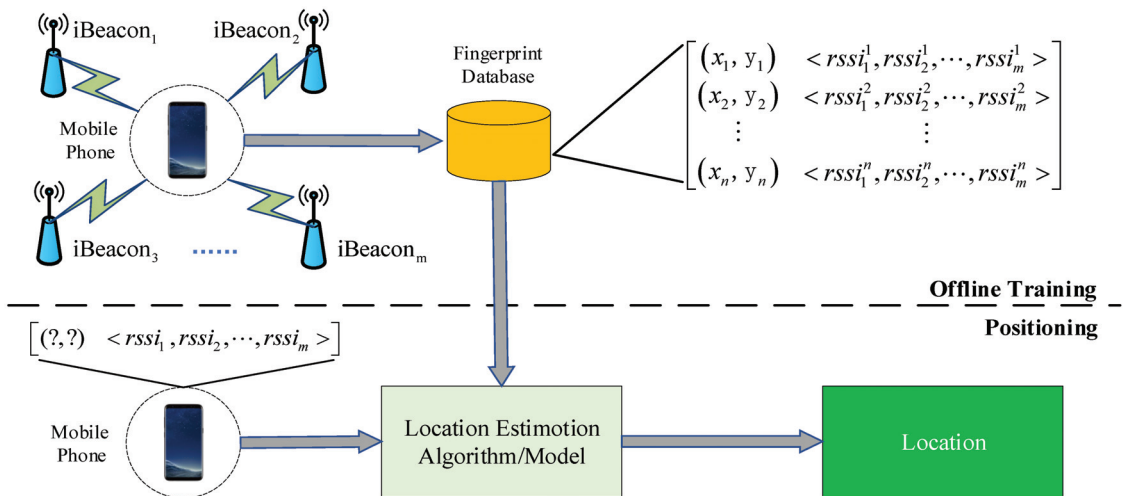 iBeacon₁
iBeacon₂
Mobile
Phone
iBeacon₃
......
iBeaconₘ
Fingerprint
Database
(x₁, y₁) < rssi₁¹, rssi₂¹, ⋯, rssiₘ¹ >
(x₂, y₂) < rssi₁², rssi₂², ⋯, rssiₘ² >
⋮ ⋮
(xₙ, yₙ) < rssi₁ⁿ, rssi₂ⁿ, ⋯, rssiₘⁿ >
Offline Training
Positioning
[(?,?) < rssi₁, rssi₂, ⋯, rssiₘ >]
Mobile
Phone
Location Estimotion
Algorithm/Model
Location